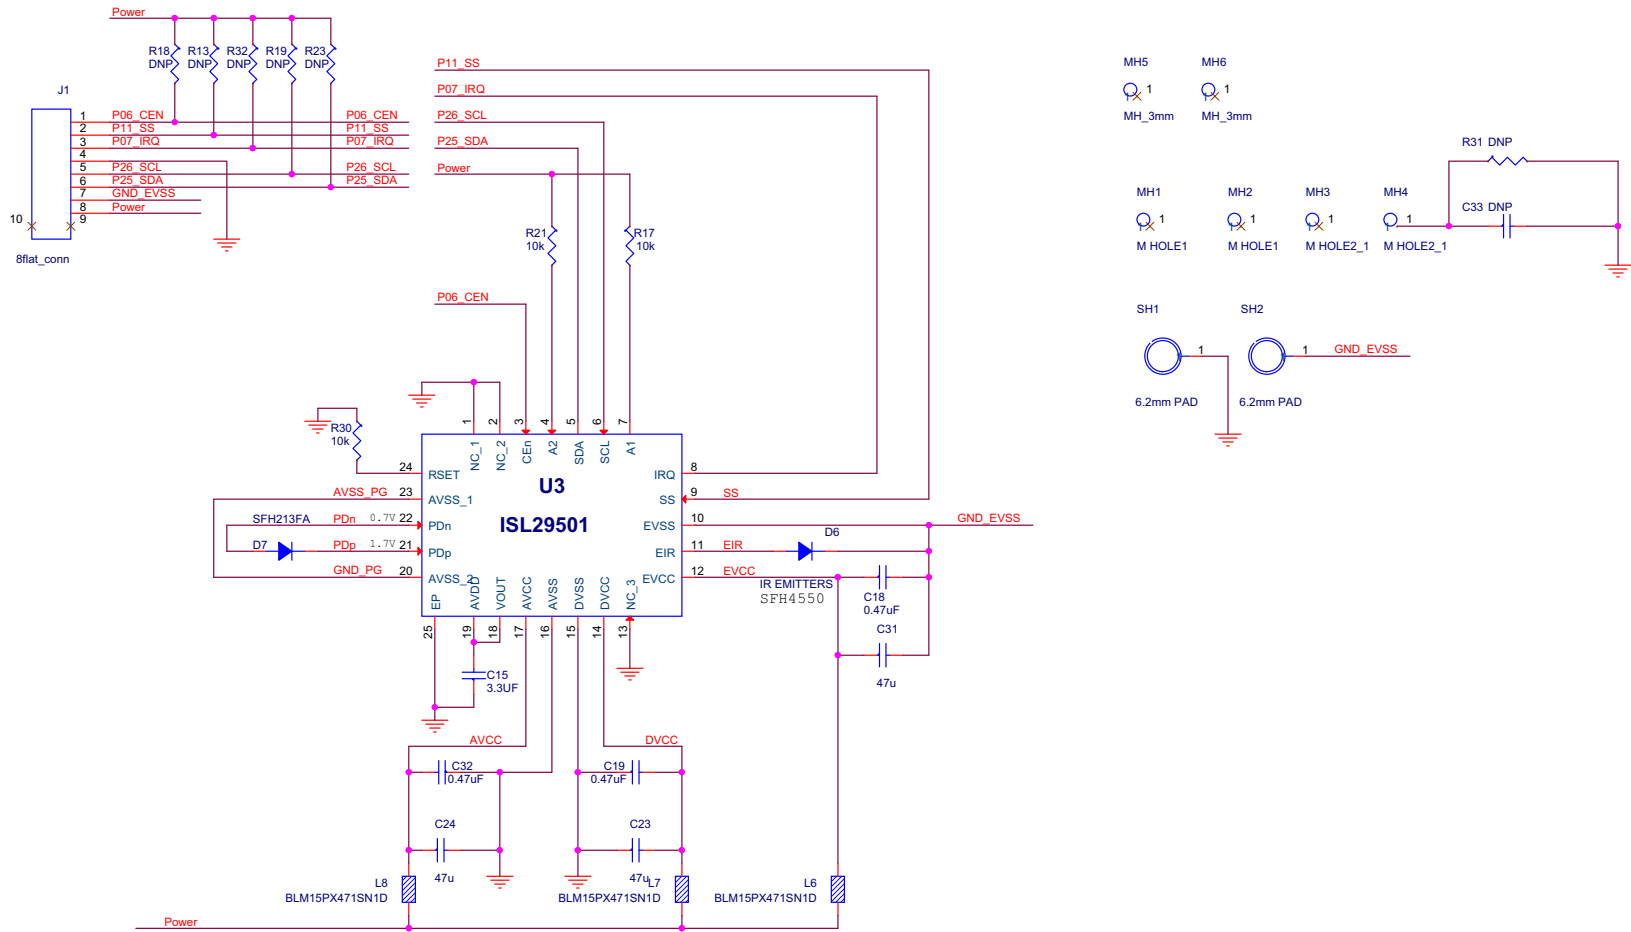 Power
R18 R13 R32 R19 R23
DNP DNP DNP DNP DNP
J1
1 P06_CEN P06_CEN
2 P11_SS P11_SS
3 P07_IRQ P07_IRQ
4
5 P26_SCL P26_SCL
6 P25_SDA P25_SDA
7 GND_EVSS
8 Power
10 9
8flat_conn
P11_SS
P07_IRQ
P26_SCL
P25_SDA
Power
R21
10k
R17
10k
P06_CEN
R30
10k
1 2 3 4 5 6 7
NC_1 NC_2 CEn A2 SDA SCL A1
U3
ISL29501
24 RSET
AVSS_PG 23 AVSS_1
SFH213FA PDn 0.7V 22 PDn
D7 PDp 1.7V 21 PDp
GND_PG 20 AVSS_2
IRQ 8
SS 9 SS
EVSS 10 GND_EVSS
EIR 11 EIR D6
EVCC 12 EVCC
IR EMITTERS
SFH4550
EP AVDD VOUT AVCC AVSS DVSS DVCC NC_3
25 19 18 17 16 15 14 13
C18
0.47uF
C31
47u
C15
3.3UF
AVCC DVCC
C32
0.47uF
C19
0.47uF
C24
47u
C23
47u
L8
BLM15PX471SN1D
L7
BLM15PX471SN1D
L6
BLM15PX471SN1D
Power
MH5 MH6
1 1 1 1
MH_3mm MH_3mm
R31 DNP
MH1 MH2 MH3 MH4
1 1 1 1 1 1 1 1
M HOLE1 M HOLE1 M HOLE2_1 M HOLE2_1
C33 DNP
SH1 SH2
1 1 GND_EVSS
6.2mm PAD 6.2mm PAD